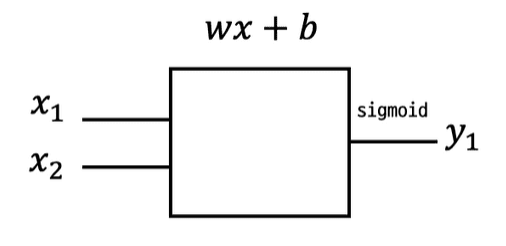 wx + b
x₁
sigmoid
y₁
x₂